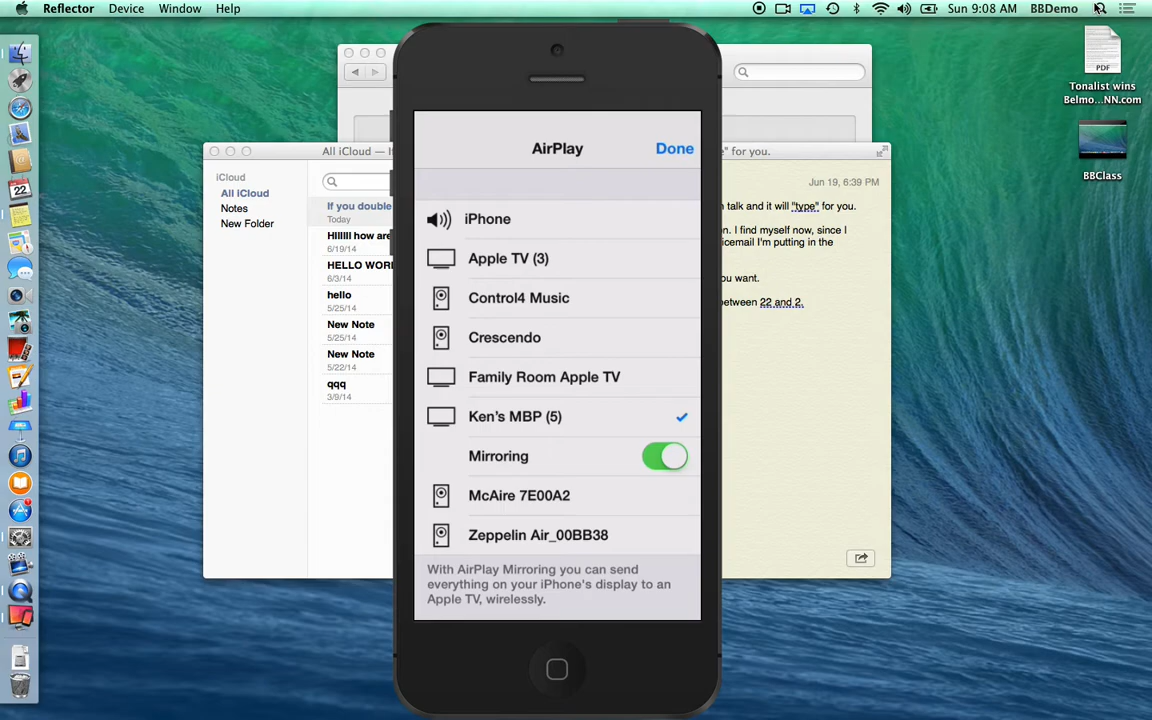 Reflector Device Window Help
Sun 9:08 AM BBDemo
PDF
Tonalist wins
Belmo...NN.com
BBClass
22
All iCloud — If
e" for you.
iCloud
All iCloud
Notes
New Folder
If you double
Today
HIIIIII how are
6/19/14
HELLO WOR
6/3/14
hello
5/25/14
New Note
5/25/14
New Note
5/22/14
qqq
3/9/14
Jun 19, 6:39 PM
n talk and it will "type" for you.
n. I find myself now, since I
icemail I'm putting in the
you want.
between 22 and 2.
AirPlay
Done
iPhone
Apple TV (3)
Control4 Music
Crescendo
Family Room Apple TV
Ken's MBP (5)
Mirroring
McAire 7E00A2
Zeppelin Air_00BB38
With AirPlay Mirroring you can send
everything on your iPhone's display to an
Apple TV, wirelessly.